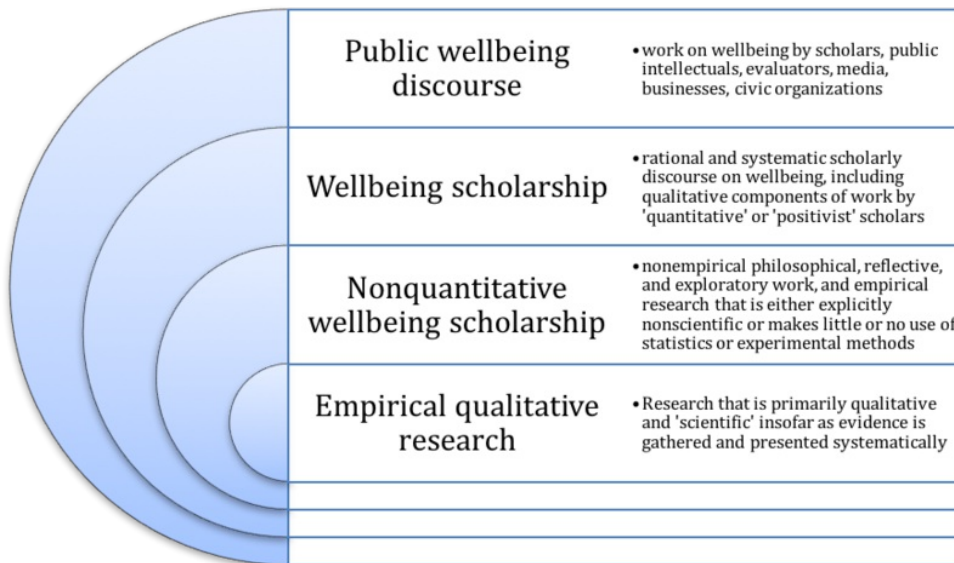 Public wellbeing
discourse
•work on wellbeing by scholars, public
intellectuals, evaluators, media,
businesses, civic organizations
Wellbeing scholarship
•rational and systematic scholarly
discourse on wellbeing, including
qualitative components of work by
'quantitative' or 'positivist' scholars
Nonquantitative
wellbeing scholarship
•nonempirical philosophical, reflective,
and exploratory work, and empirical
research that is either explicitly
nonscientific or makes little or no use of
statistics or experimental methods
Empirical qualitative
research
•Research that is primarily qualitative
and 'scientific' insofar as evidence is
gathered and presented systematically